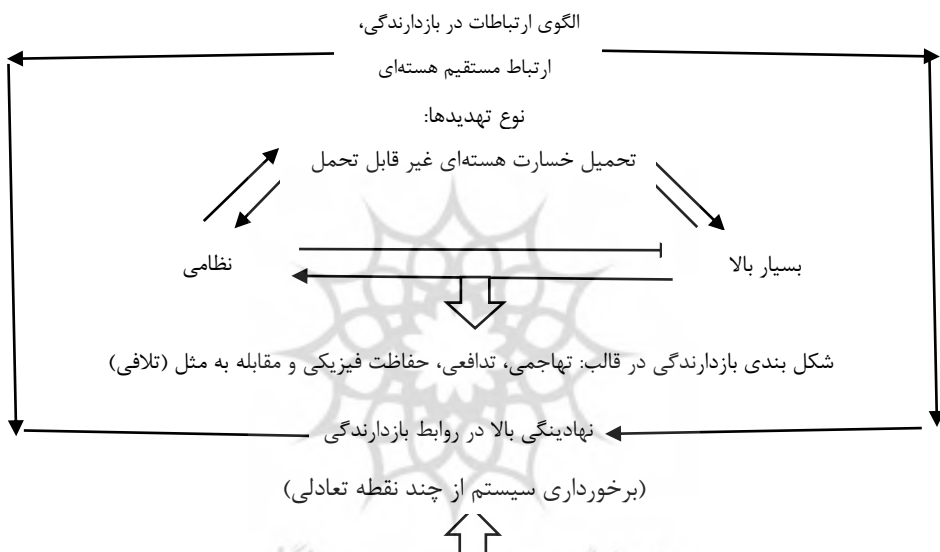 الگوی ارتباطات در بازدارندگی،
ارتباط مستقیم هسته‌ای
نوع تهدیدها:
تحمیل خسارت هسته‌ای غیر قابل تحمل
نظامی
بسیار بالا
شکل بندی بازدارندگی در قالب: تهاجمی، تدافعی، حفاظت فیزیکی و مقابله به مثل (تلافی)
نهادینگی بالا در روابط بازدارندگی
(برخورداری سیستم از چند نقطه تعادلی)